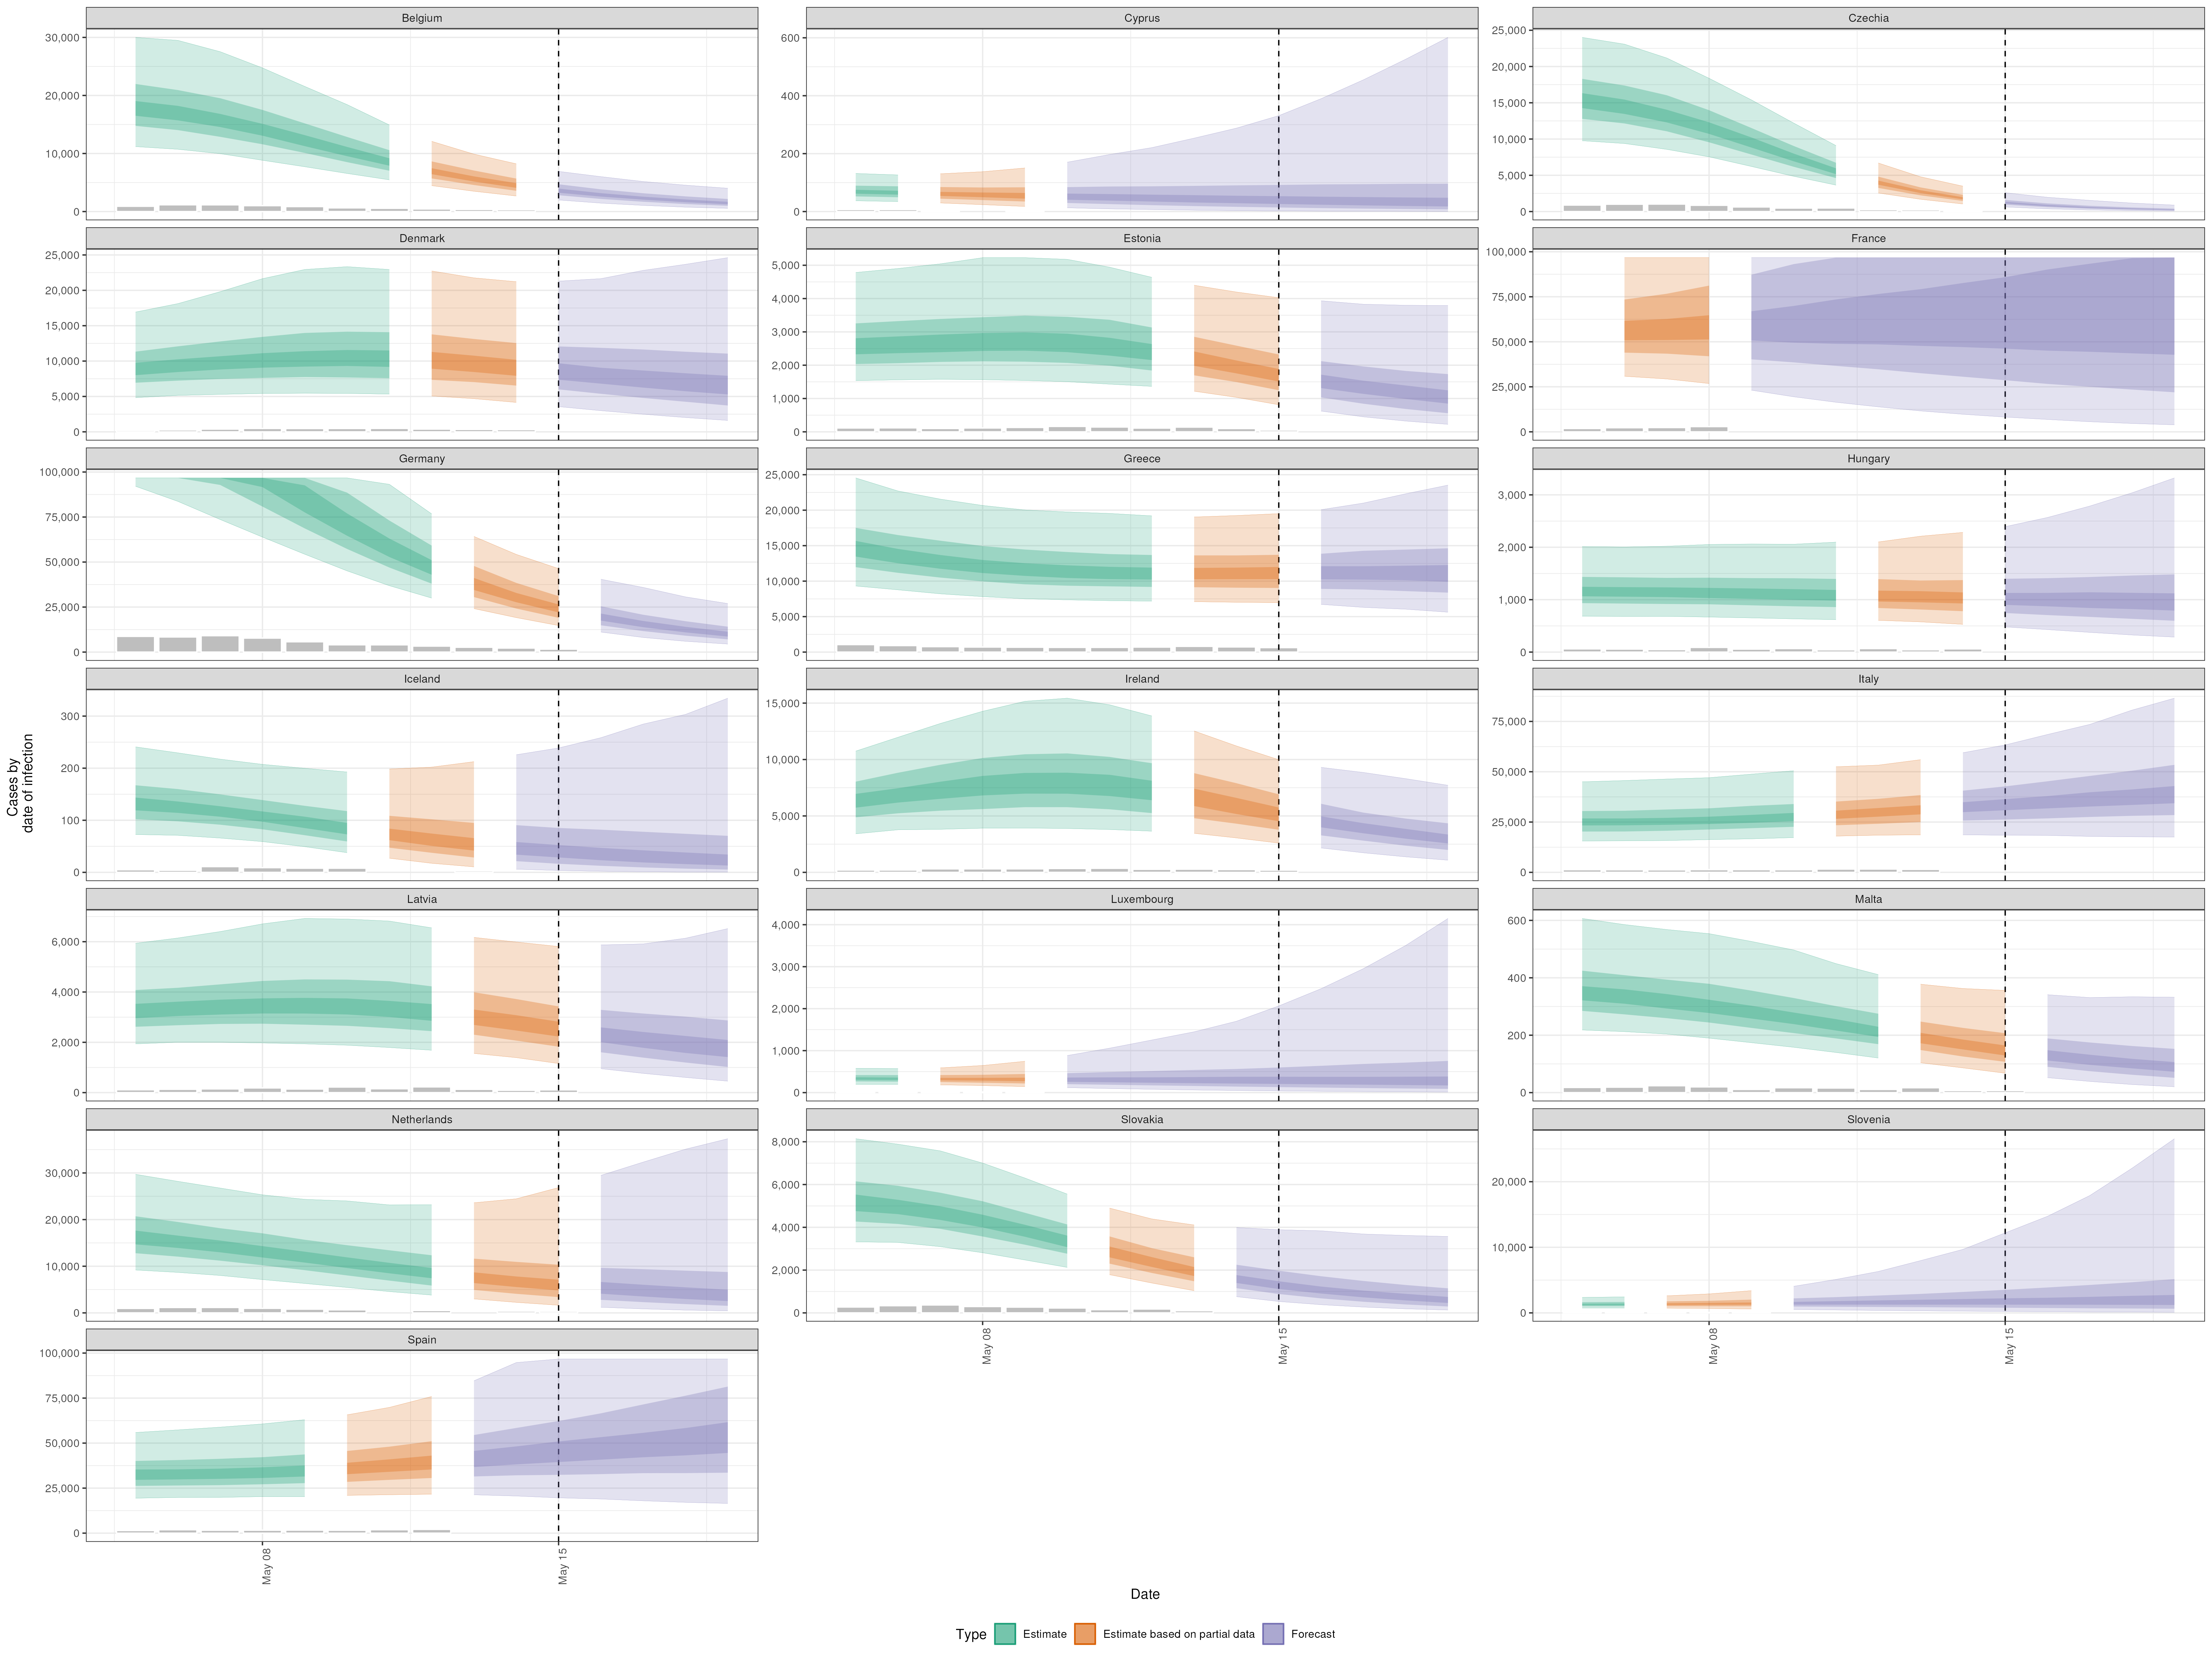 Belgium
Cyprus
Czechia
30,000
20,000
10,000
0
600
400
200
0
25,000
20,000
15,000
10,000
5,000
0
Denmark
Estonia
France
25,000
20,000
15,000
10,000
5,000
0
5,000
4,000
3,000
2,000
1,000
0
100,000
75,000
50,000
25,000
0
Germany
Greece
Hungary
100,000
75,000
50,000
25,000
0
25,000
20,000
15,000
10,000
5,000
0
3,000
2,000
1,000
0
Iceland
Ireland
Italy
300
200
100
0
15,000
10,000
5,000
0
75,000
50,000
25,000
0
Cases by
date of infection
Latvia
Luxembourg
Malta
6,000
4,000
2,000
0
4,000
3,000
2,000
1,000
0
600
400
200
0
Netherlands
Slovakia
Slovenia
30,000
20,000
10,000
0
8,000
6,000
4,000
2,000
0
20,000
10,000
0
May 08
May 15
May 08
May 15
Spain
100,000
75,000
50,000
25,000
0
May 08
May 15
Date
Type
Estimate
Estimate based on partial data
Forecast